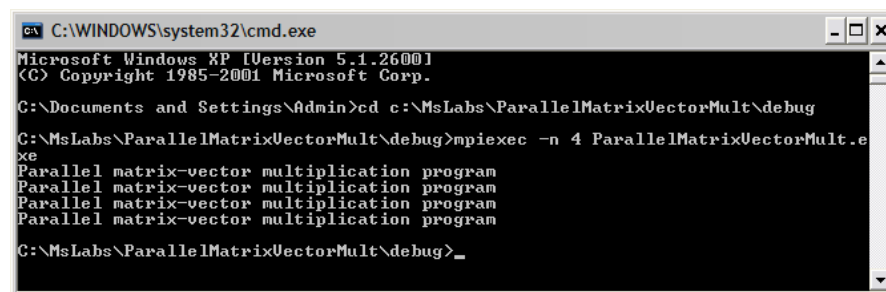 C:\WINDOWS\system32\cmd.exe
Microsoft Windows XP [Version 5.1.2600]
(C) Copyright 1985-2001 Microsoft Corp.
C:\Documents and Settings\Admin>cd c:\MsLabs\ParallelMatrixVectorMult\debug
C:\MsLabs\ParallelMatrixVectorMult\debug>mpiexec -n 4 ParallelMatrixVectorMult.e
xe
Parallel matrix-vector multiplication program
Parallel matrix-vector multiplication program
Parallel matrix-vector multiplication program
Parallel matrix-vector multiplication program
C:\MsLabs\ParallelMatrixVectorMult\debug>_